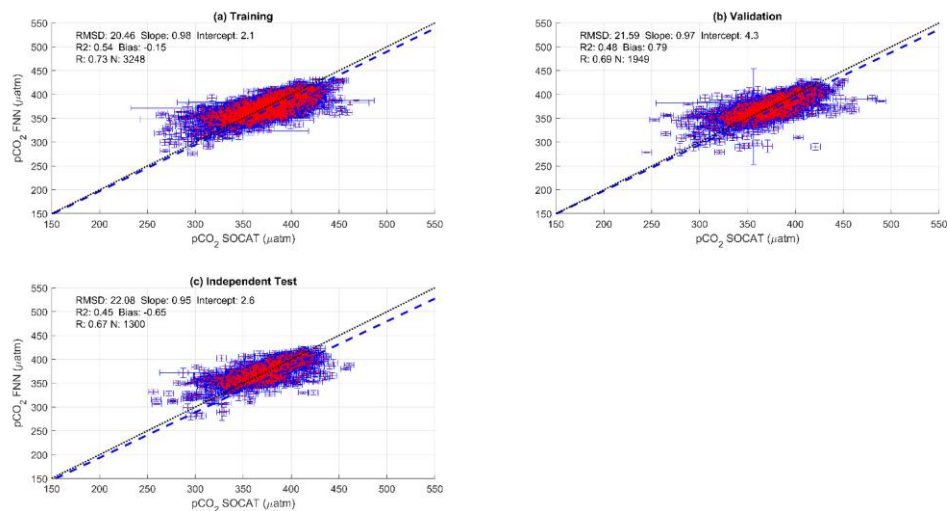 (a) Training
RMSD: 20.46 Slope: 0.98 Intercept: 2.1
R2: 0.54 Bias: -0.15
R: 0.73 N: 3248
550
500
450
400
350
300
250
200
150
pCO2 FNN (μatm)
150 200 250 300 350 400 450 500 550
pCO2 SOCAT (μatm)
(b) Validation
RMSD: 21.59 Slope: 0.97 Intercept: 4.3
R2: 0.48 Bias: 0.79
R: 0.69 N: 1949
550
500
450
400
350
300
250
200
150
pCO2 FNN (μatm)
150 200 250 300 350 400 450 500 550
pCO2 SOCAT (μatm)
(c) Independent Test
RMSD: 22.08 Slope: 0.95 Intercept: 2.6
R2: 0.45 Bias: -0.65
R: 0.67 N: 1300
550
500
450
400
350
300
250
200
150
pCO2 FNN (μatm)
150 200 250 300 350 400 450 500 550
pCO2 SOCAT (μatm)